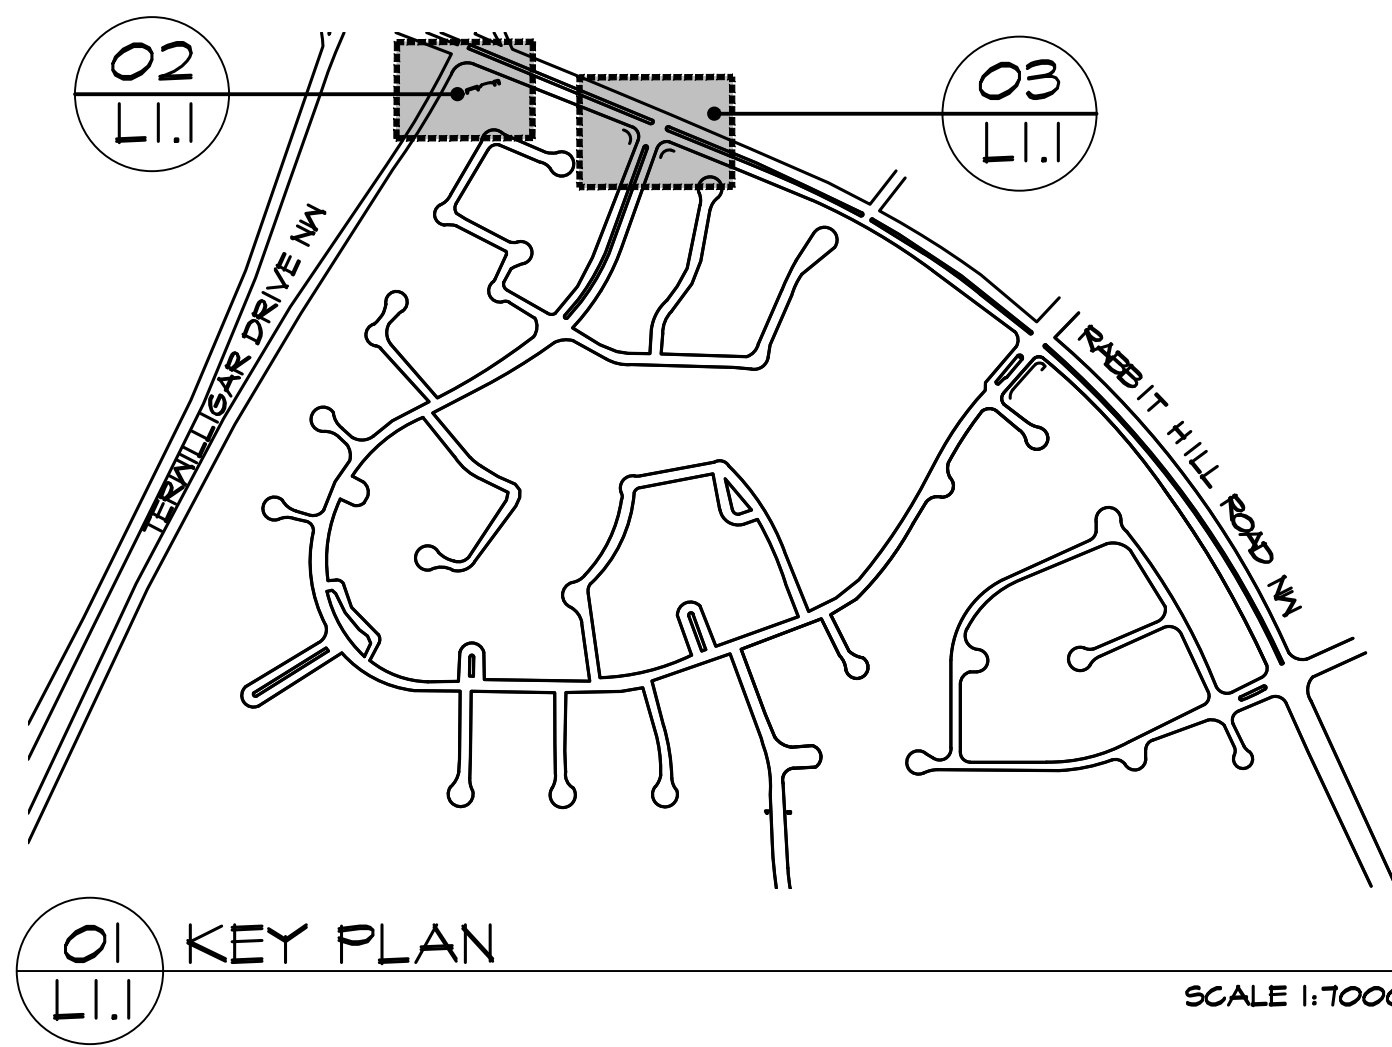 02
L1.1
03
L1.1
TERWILLIGAR DRIVE NW
RABBIT HILL ROAD NW
01
L1.1
KEY PLAN
SCALE 1:7000